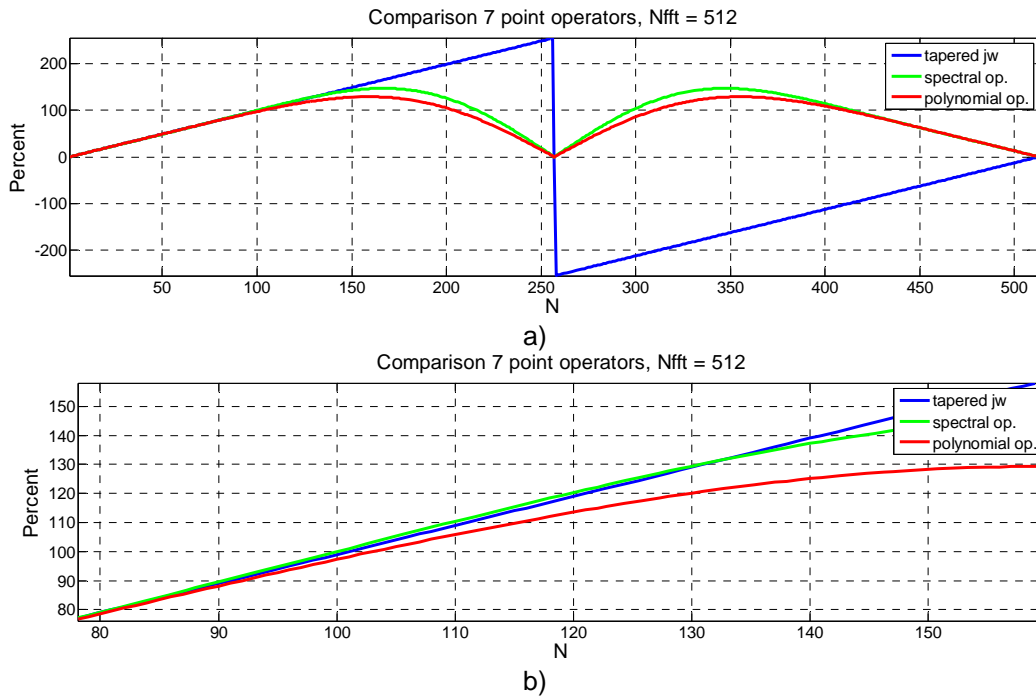 Comparison 7 point operators, Nfft = 512
200
100
0
-100
-200
Percent
tapered jw
spectral op.
polynomial op.
50 100 150 200 250 300 350 400 450 500
N
a)
Comparison 7 point operators, Nfft = 512
150
140
130
120
110
100
90
80
Percent
tapered jw
spectral op.
polynomial op.
80 90 100 110 120 130 140 150
N
b)